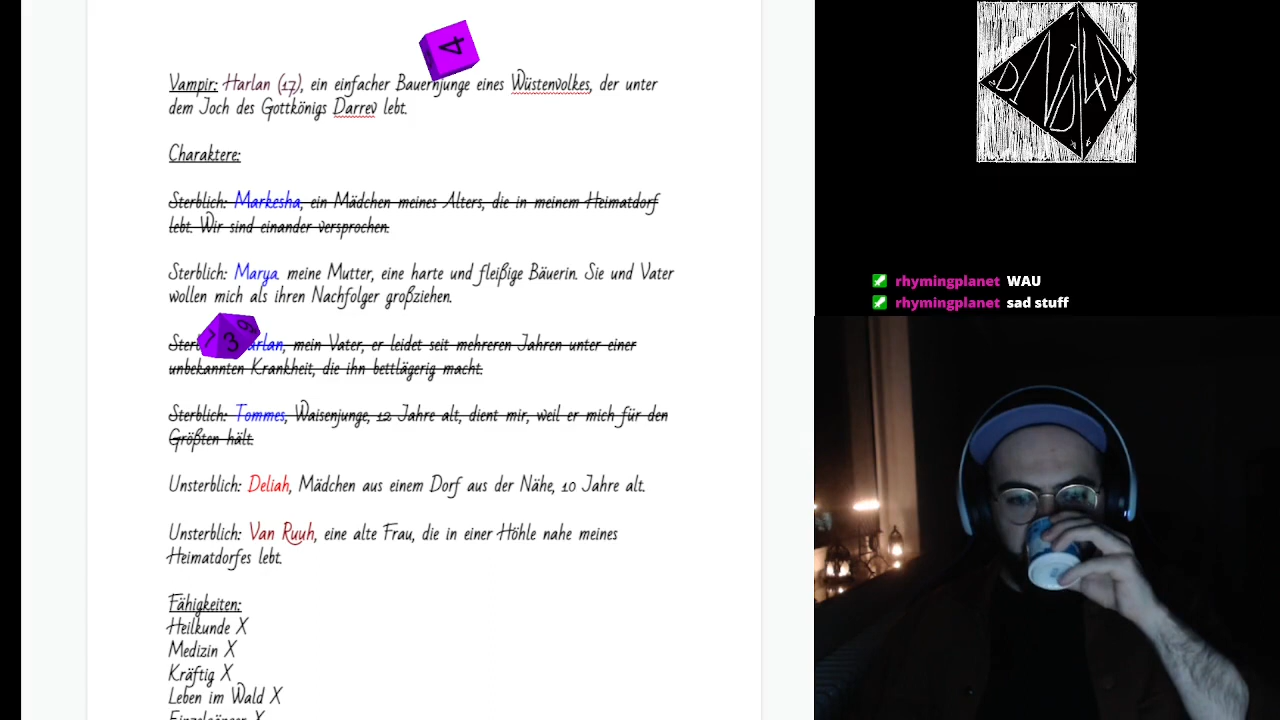 4
Vampir: Harlan (17), ein einfacher Bauernjunge eines Wüstenvolkes, der unter
dem Joch des Gottkönigs Darrev lebt.
Charaktere:
Sterblich: Markesha, ein Mädchen meines Alters, die in meinem Heimatdorf
lebt. Wir sind einander versprochen.
Sterblich: Marya. meine Mutter, eine harte und fleißige Bäuerin. Sie und Vater
wollen mich als ihren Nachfolger großziehen.
7 3 9
mein Vater, er leidet seit mehreren Jahren unter einer
unbekannten Krankheit, die ihn bettlägerig macht.
Sterblich: Tommes, Waisenjunge, 12 Jahre alt, dient mir, weil er mich für den
Größten hält.
Unsterblich: Deliah, Mädchen aus einem Dorf aus der Nähe, 10 Jahre alt.
Unsterblich: Van Ruuh, eine alte Frau, die in einer Höhle nahe meines
Heimatdorfes lebt.
Fähigkeiten:
Heilkunde X
Medizin X
Kräftig X
Leben im Wald X
rhymingplanet WAU
rhymingplanet sad stuff